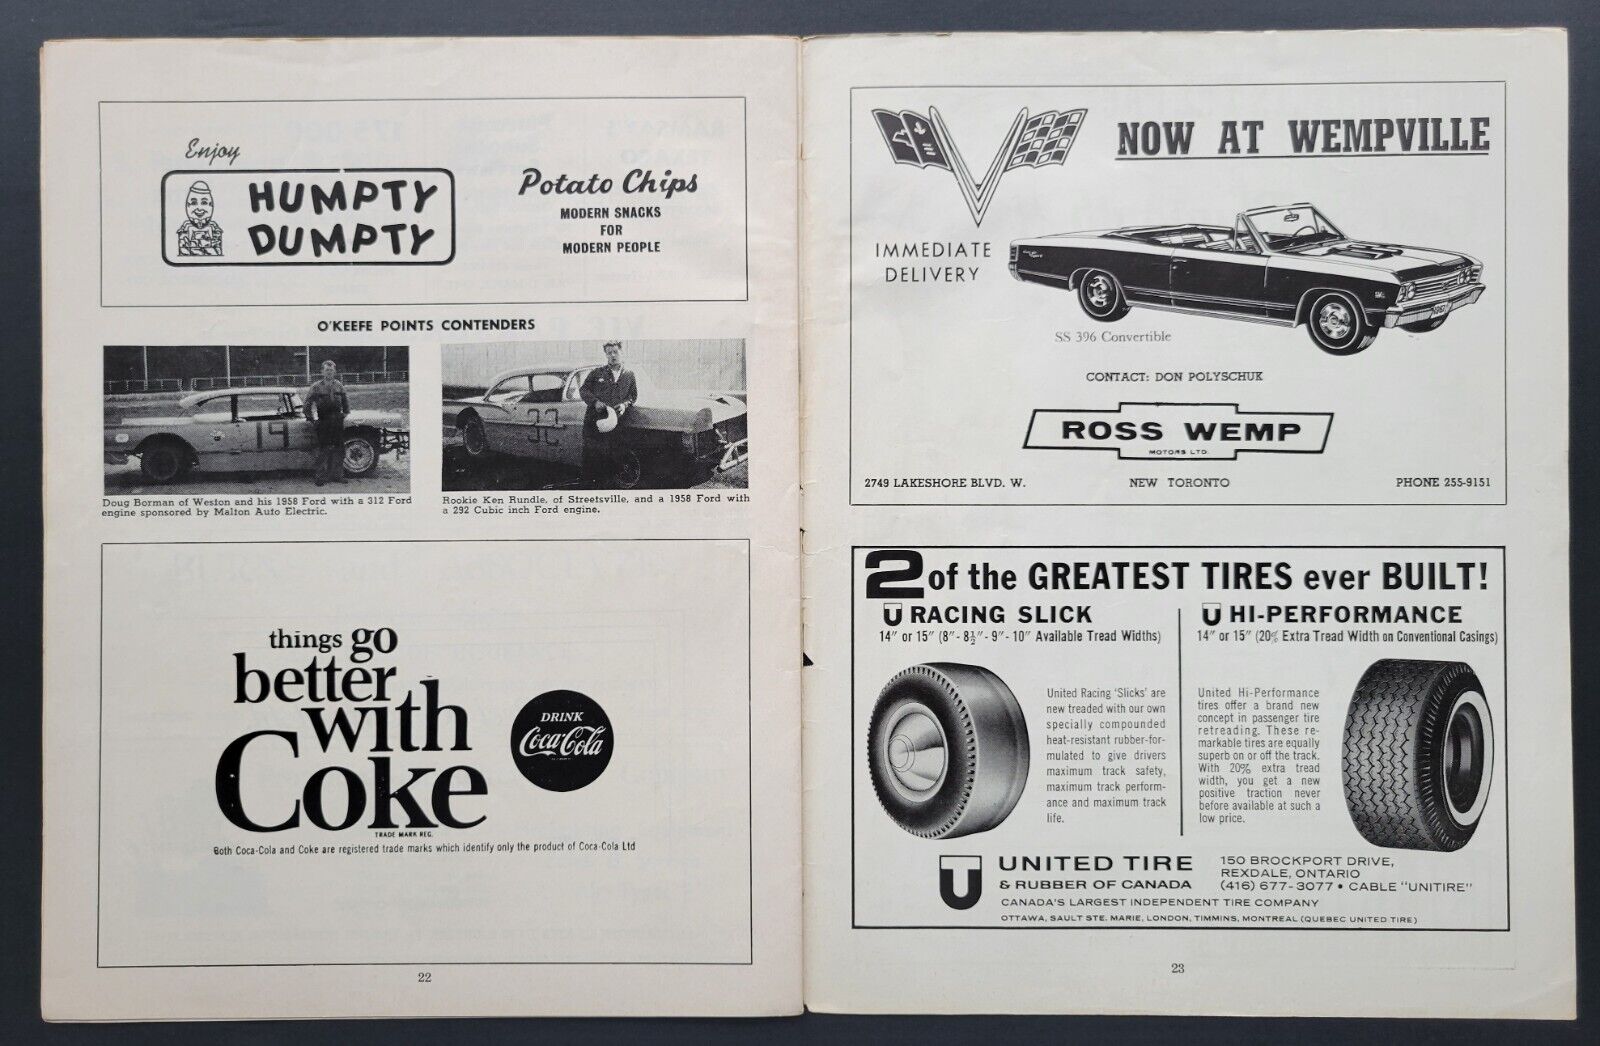 Enjoy
HUMPTY
DUMPTY
Potato Chips
MODERN SNACKS
FOR
MODERN PEOPLE
O'KEEFE POINTS CONTENDERS
14
32
Doug Borman of Weston and his 1958 Ford with a 312 Ford
engine sponsored by Malton Auto Electric.
Rookie Ken Rundle, of Streetsville, and a 1958 Ford with
a 292 Cubic inch Ford engine.
things go
better
with
Coke
TRADE MARK REG.
DRINK
Coca-Cola
Both Coca-Cola and Coke are registered trade marks which identify only the product of Coca-Cola Ltd
22
NOW AT WEMPVILLE
IMMEDIATE
DELIVERY
SS 396 Convertible
CONTACT: DON POLYSCHUK
ROSS WEMP
MOTORS LTD.
2749 LAKESHORE BLVD. W. NEW TORONTO PHONE 255-9151
2 of the GREATEST TIRES ever BUILT!
U RACING SLICK
14" or 15" (8"- 8½"- 9"- 10" Available Tread Widths)
United Racing 'Slicks' are
new treaded with our own
specially compounded
heat-resistant rubber-for-
mulated to give drivers
maximum track safety,
maximum track perform-
ance and maximum track
life.
U HI-PERFORMANCE
14" or 15" (20% Extra Tread Width on Conventional Casings)
United Hi-Performance
tires offer a brand new
concept in passenger tire
retreading. These re-
markable tires are equally
superb on or off the track.
With 20% extra tread
width, you get a new
positive traction never
before available at such a
low price.
U
UNITED TIRE
& RUBBER OF CANADA
150 BROCKPORT DRIVE,
REXDALE, ONTARIO
(416) 677-3077 • CABLE "UNITIRE"
CANADA'S LARGEST INDEPENDENT TIRE COMPANY
OTTAWA, SAULT STE. MARIE, LONDON, TIMMINS, MONTREAL (QUEBEC UNITED TIRE)
23